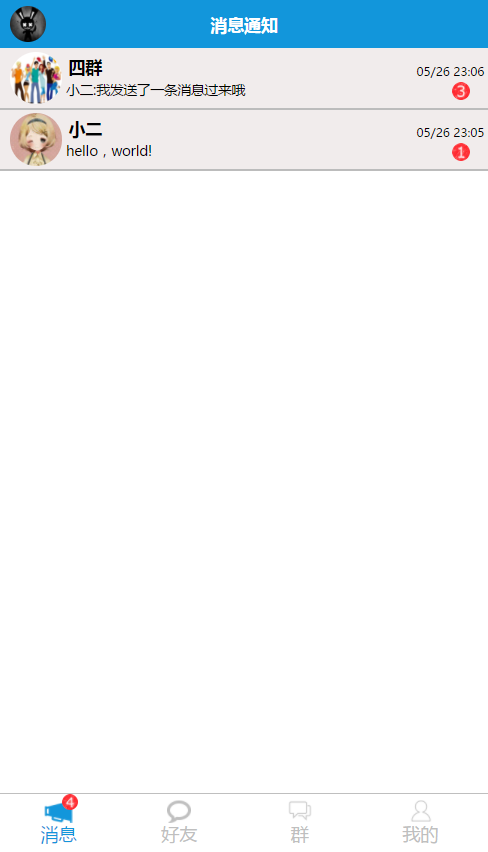 消息通知
四群
05/26 23:06
小二:我发送了一条消息过来哦
3
小二
05/26 23:05
hello，world!
1
4
消息
好友
群
我的